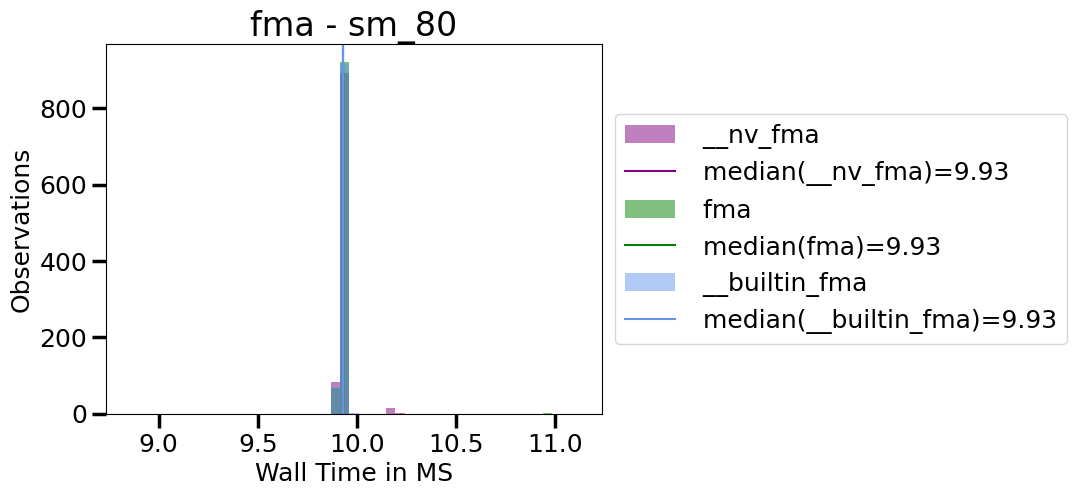 fma - sm_80
Observations
800
600
400
200
0
9.0 9.5 10.0 10.5 11.0
Wall Time in MS
__nv_fma
median(__nv_fma)=9.93
fma
median(fma)=9.93
__builtin_fma
median(__builtin_fma)=9.93